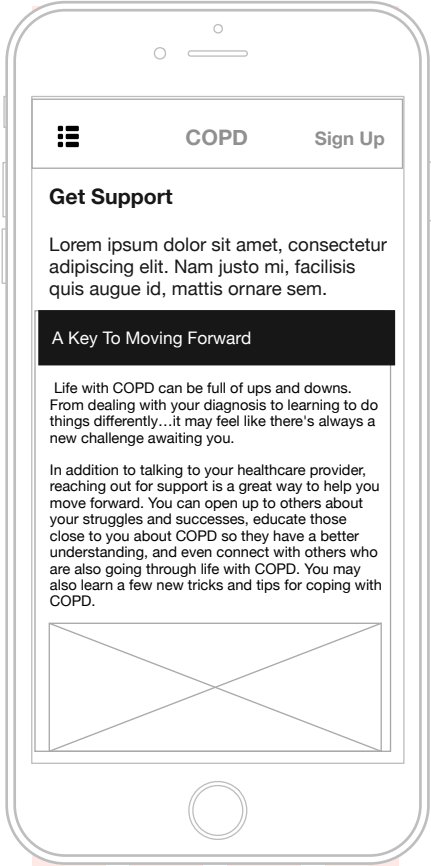 COPD
Sign Up
Get Support
Lorem ipsum dolor sit amet, consectetur
adipiscing elit. Nam justo mi, facilisis
quis augue id, mattis ornare sem.
A Key To Moving Forward
Life with COPD can be full of ups and downs.
From dealing with your diagnosis to learning to do
things differently…it may feel like there's always a
new challenge awaiting you.
In addition to talking to your healthcare provider,
reaching out for support is a great way to help you
move forward. You can open up to others about
your struggles and successes, educate those
close to you about COPD so they have a better
understanding, and even connect with others who
are also going through life with COPD. You may
also learn a few new tricks and tips for coping with
COPD.